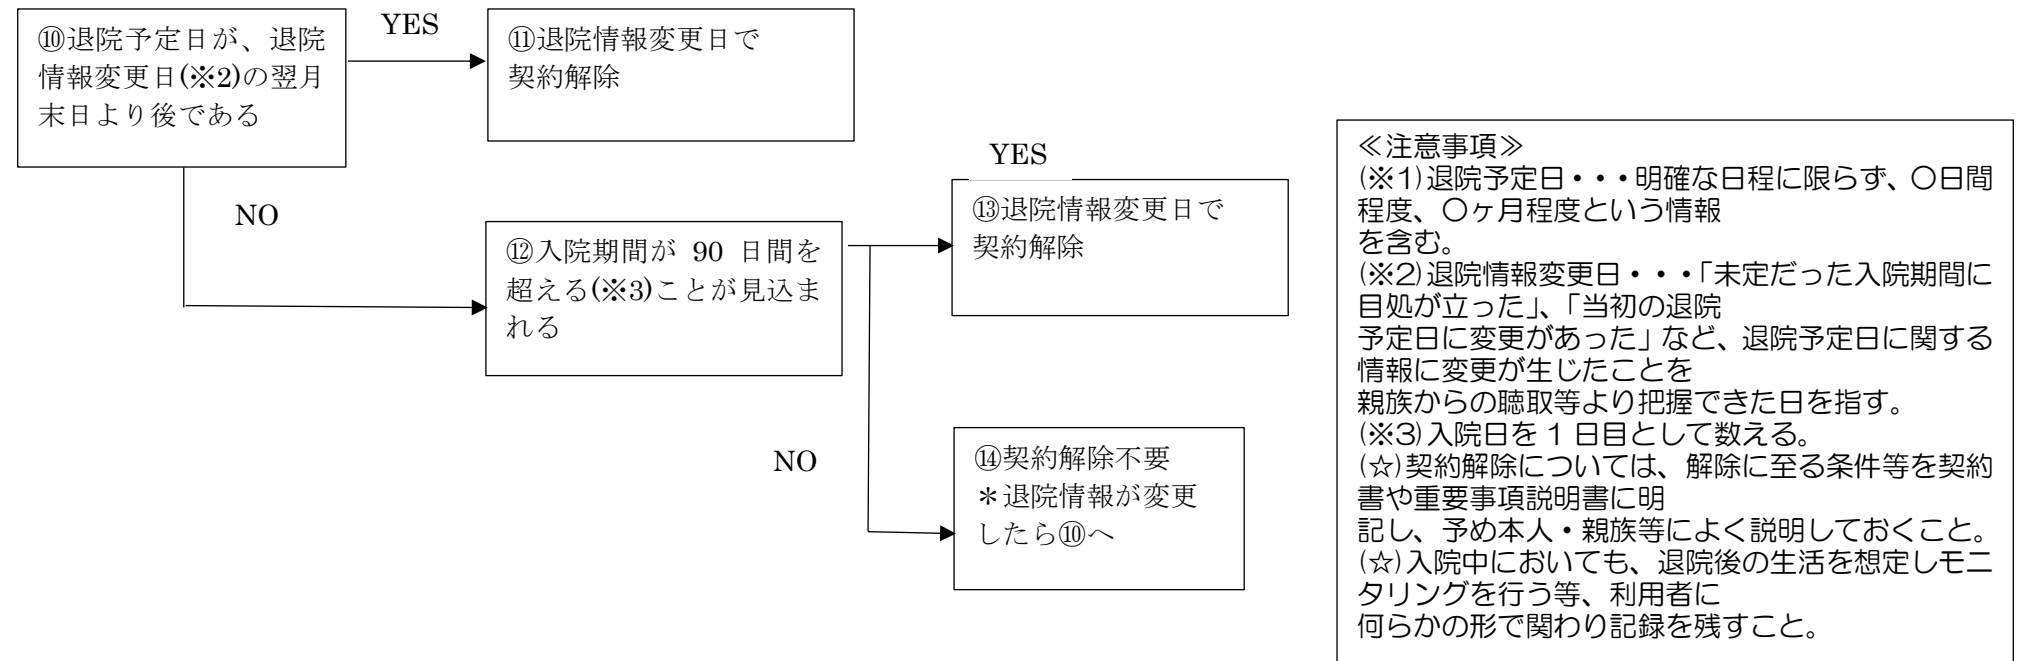 ⑩退院予定日が、退院
情報変更日(※2)の翌月
末日より後である
YES
⑪退院情報変更日で
契約解除
NO
⑫入院期間が 90 日間を
超える(※3)ことが見込ま
れる
YES
⑬退院情報変更日で
契約解除
NO
⑭契約解除不要
＊退院情報が変更
したら⑩へ
≪注意事項≫
(※1)退院予定日・・・明確な日程に限らず、〇日間
程度、〇ヶ月程度という情報
を含む。
(※2)退院情報変更日・・・「未定だった入院期間に
目処が立った」、「当初の退院
予定日に変更があった」など、退院予定日に関する
情報に変更が生じたことを
親族からの聴取等より把握できた日を指す。
(※3)入院日を 1 日目として数える。
(☆)契約解除については、解除に至る条件等を契約
書や重要事項説明書に明
記し、予め本人・親族等によく説明しておくこと。
(☆)入院中においても、退院後の生活を想定しモニ
タリングを行う等、利用者に
何らかの形で関わり記録を残すこと。